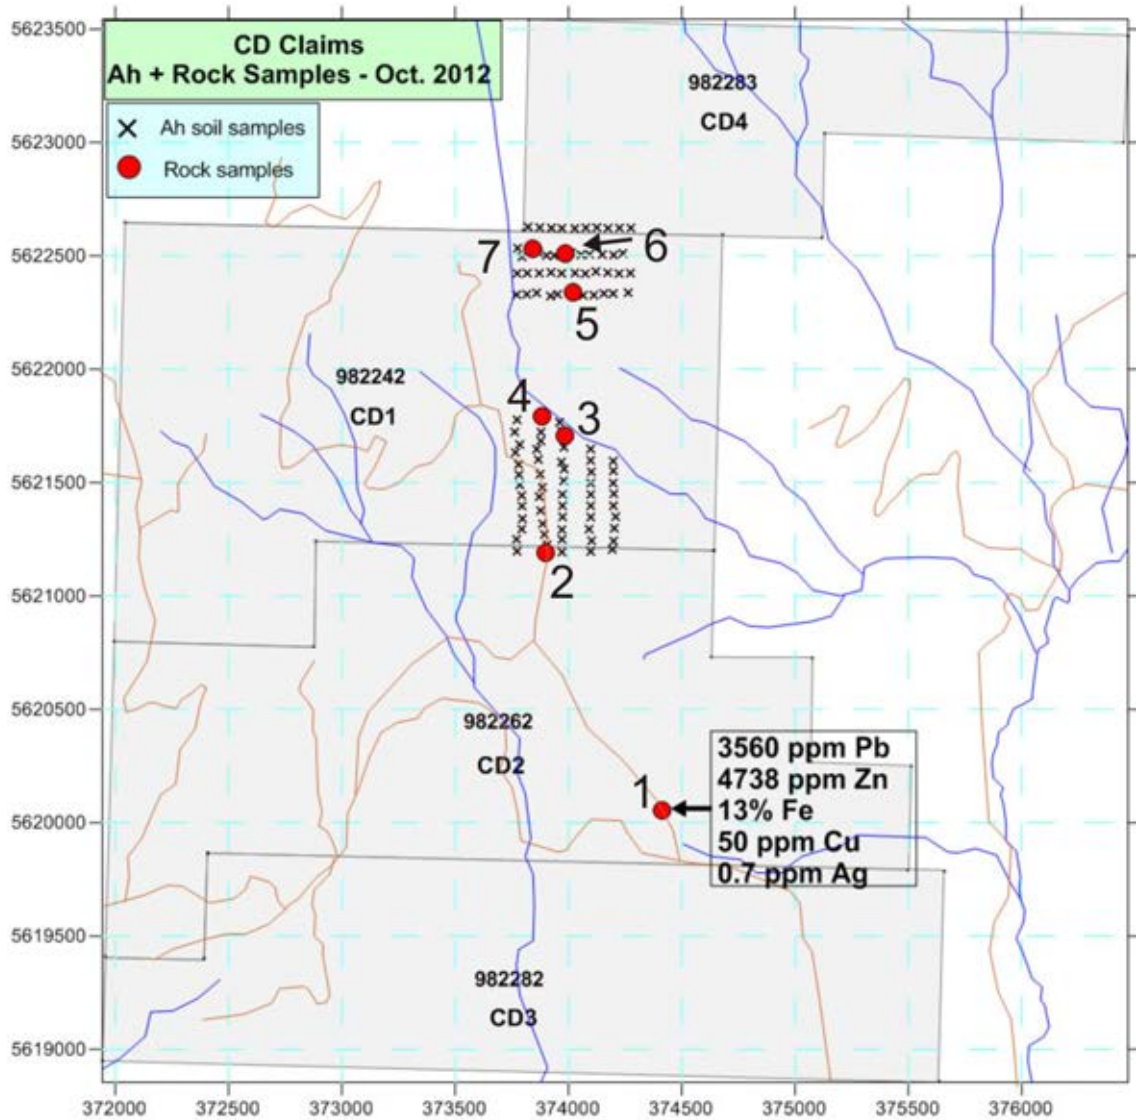 CD Claims
Ah + Rock Samples - Oct. 2012
Ah soil samples
Rock samples
5623500
5623000
5622500
5622000
5621500
5621000
5620500
5620000
5619500
5619000
982283
CD4
7
6
5
982242
CD1
4
3
2
982262
CD2
1
3560 ppm Pb
4738 ppm Zn
13% Fe
50 ppm Cu
0.7 ppm Ag
982282
CD3
372000 372500 373000 373500 374000 374500 375000 375500 376000